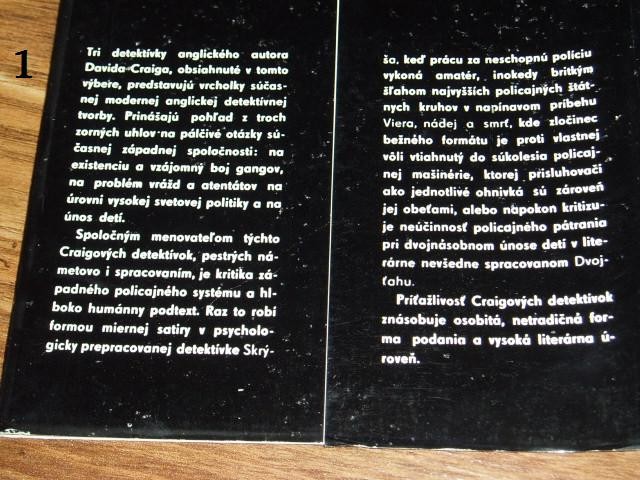 1
Tri detektívky anglického autora
Davida Craiga, obsiahnuté v tomto
výbere, predstavujú vrcholky súčas-
nej modernej anglickej detektívnej
tvorby. Prinášajú pohľad z troch
zorných uhlov na pálčivé otázky sú-
časnej západnej spoločnosti: na
existenciu a vzájomný boj gangov,
na problém vrážd a atentátov na
úrovni vysokej svetovej politiky a na
únos detí.
Spoločným menovateľom týchto
Craigových detektívok, pestrých ná-
metovo i spracovaním, je kritika zá-
padného policajného systému a hl-
boko humánny podtext. Raz to robí
formou miernej satiry v psycholo-
gicky prepracovanej detektívke Skrý-
ša, keď prácu za neschopnú políciu
vykoná amatér, inokedy britkým
šľahom najvyšších policajných štát-
nych kruhov v napínavom príbehu
Viera, nádej a smrť, kde zločinec
bežného formátu je proti vlastnej
vôli vtiahnutý do súkolesia policaj-
nej mašinérie, ktorej prisluhovači
ako jednotlivé ohnivká sú zároveň
jej obeťami, alebo napokon kritizu-
je neúčinnosť policajného pátrania
pri dvojnásobnom únose detí v lite-
rárne nevšedne spracovanom Dvoj-
ťahu.
Príťažlivosť Craigových detektívok
znásobuje osobitá, netradičná for-
ma podania a vysoká literárna ú-
roveň.